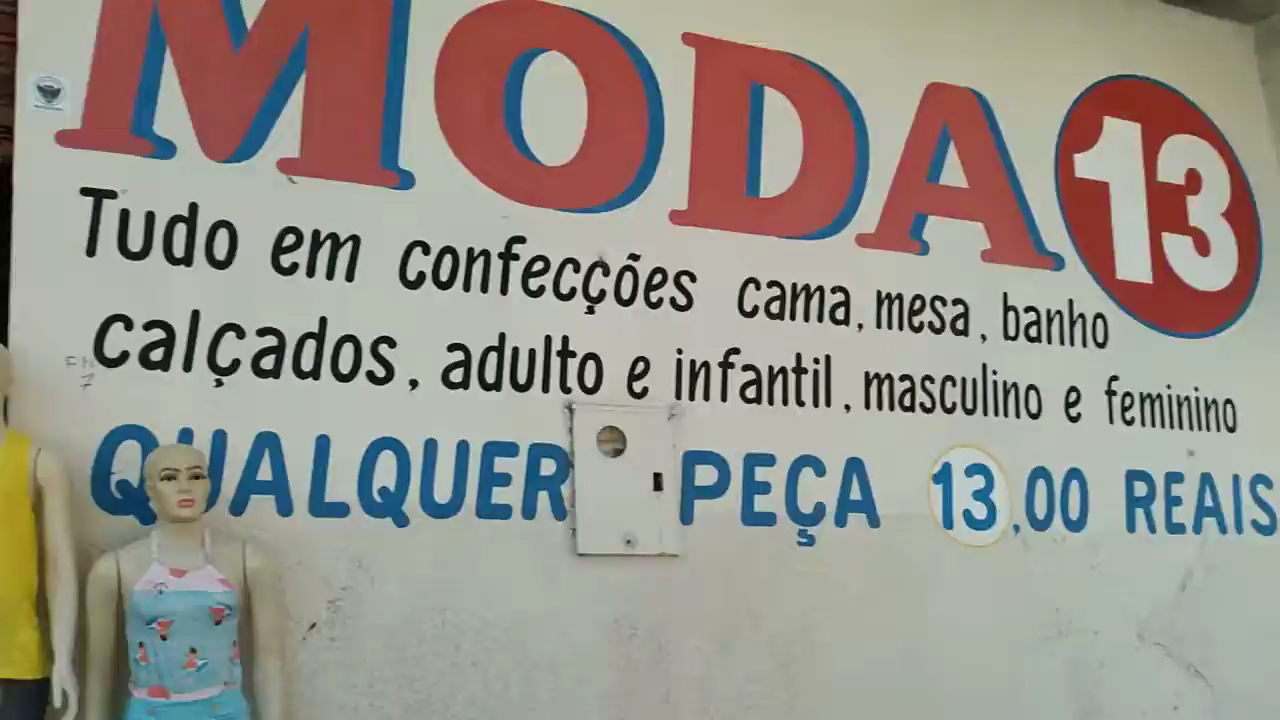 MODA 13
Tudo em confecções cama, mesa, banho
calçados, adulto e infantil, masculino e feminino
QUALQUER PEÇA 13,00 REAIS